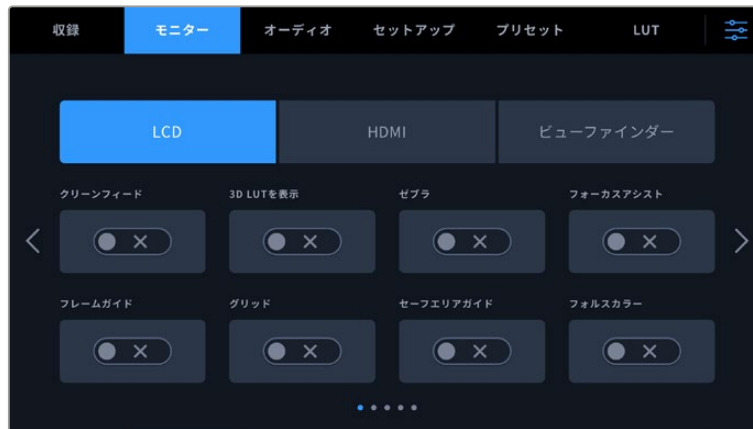 収録 モニター オーディオ セットアップ プリセット LUT
LCD HDMI ビューファインダー
クリーンフィード 3D LUTを表示 ゼブラ フォーカスアシスト
フレームガイド グリッド セーフエリアガイド フォルスカラー